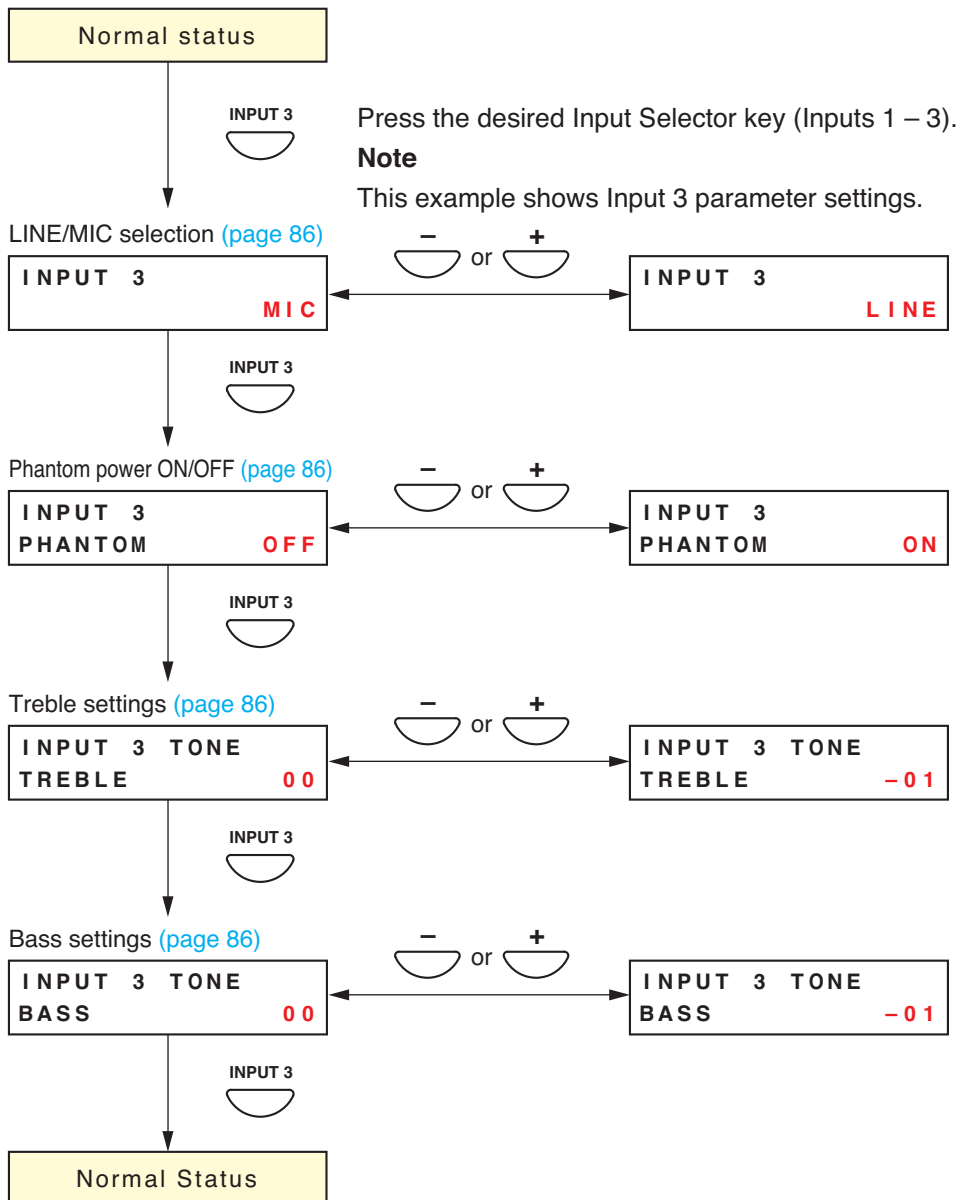 Normal status
INPUT 3
Press the desired Input Selector key (Inputs 1 – 3).
Note
This example shows Input 3 parameter settings.
LINE/MIC selection (page 86)
– or +
INPUT 3
MIC
INPUT 3
LINE
INPUT 3
Phantom power ON/OFF (page 86)
– or +
INPUT 3
PHANTOM OFF
INPUT 3
PHANTOM ON
INPUT 3
Treble settings (page 86)
– or +
INPUT 3 TONE
TREBLE 00
INPUT 3 TONE
TREBLE –01
INPUT 3
Bass settings (page 86)
– or +
INPUT 3 TONE
BASS 00
INPUT 3 TONE
BASS –01
INPUT 3
Normal Status